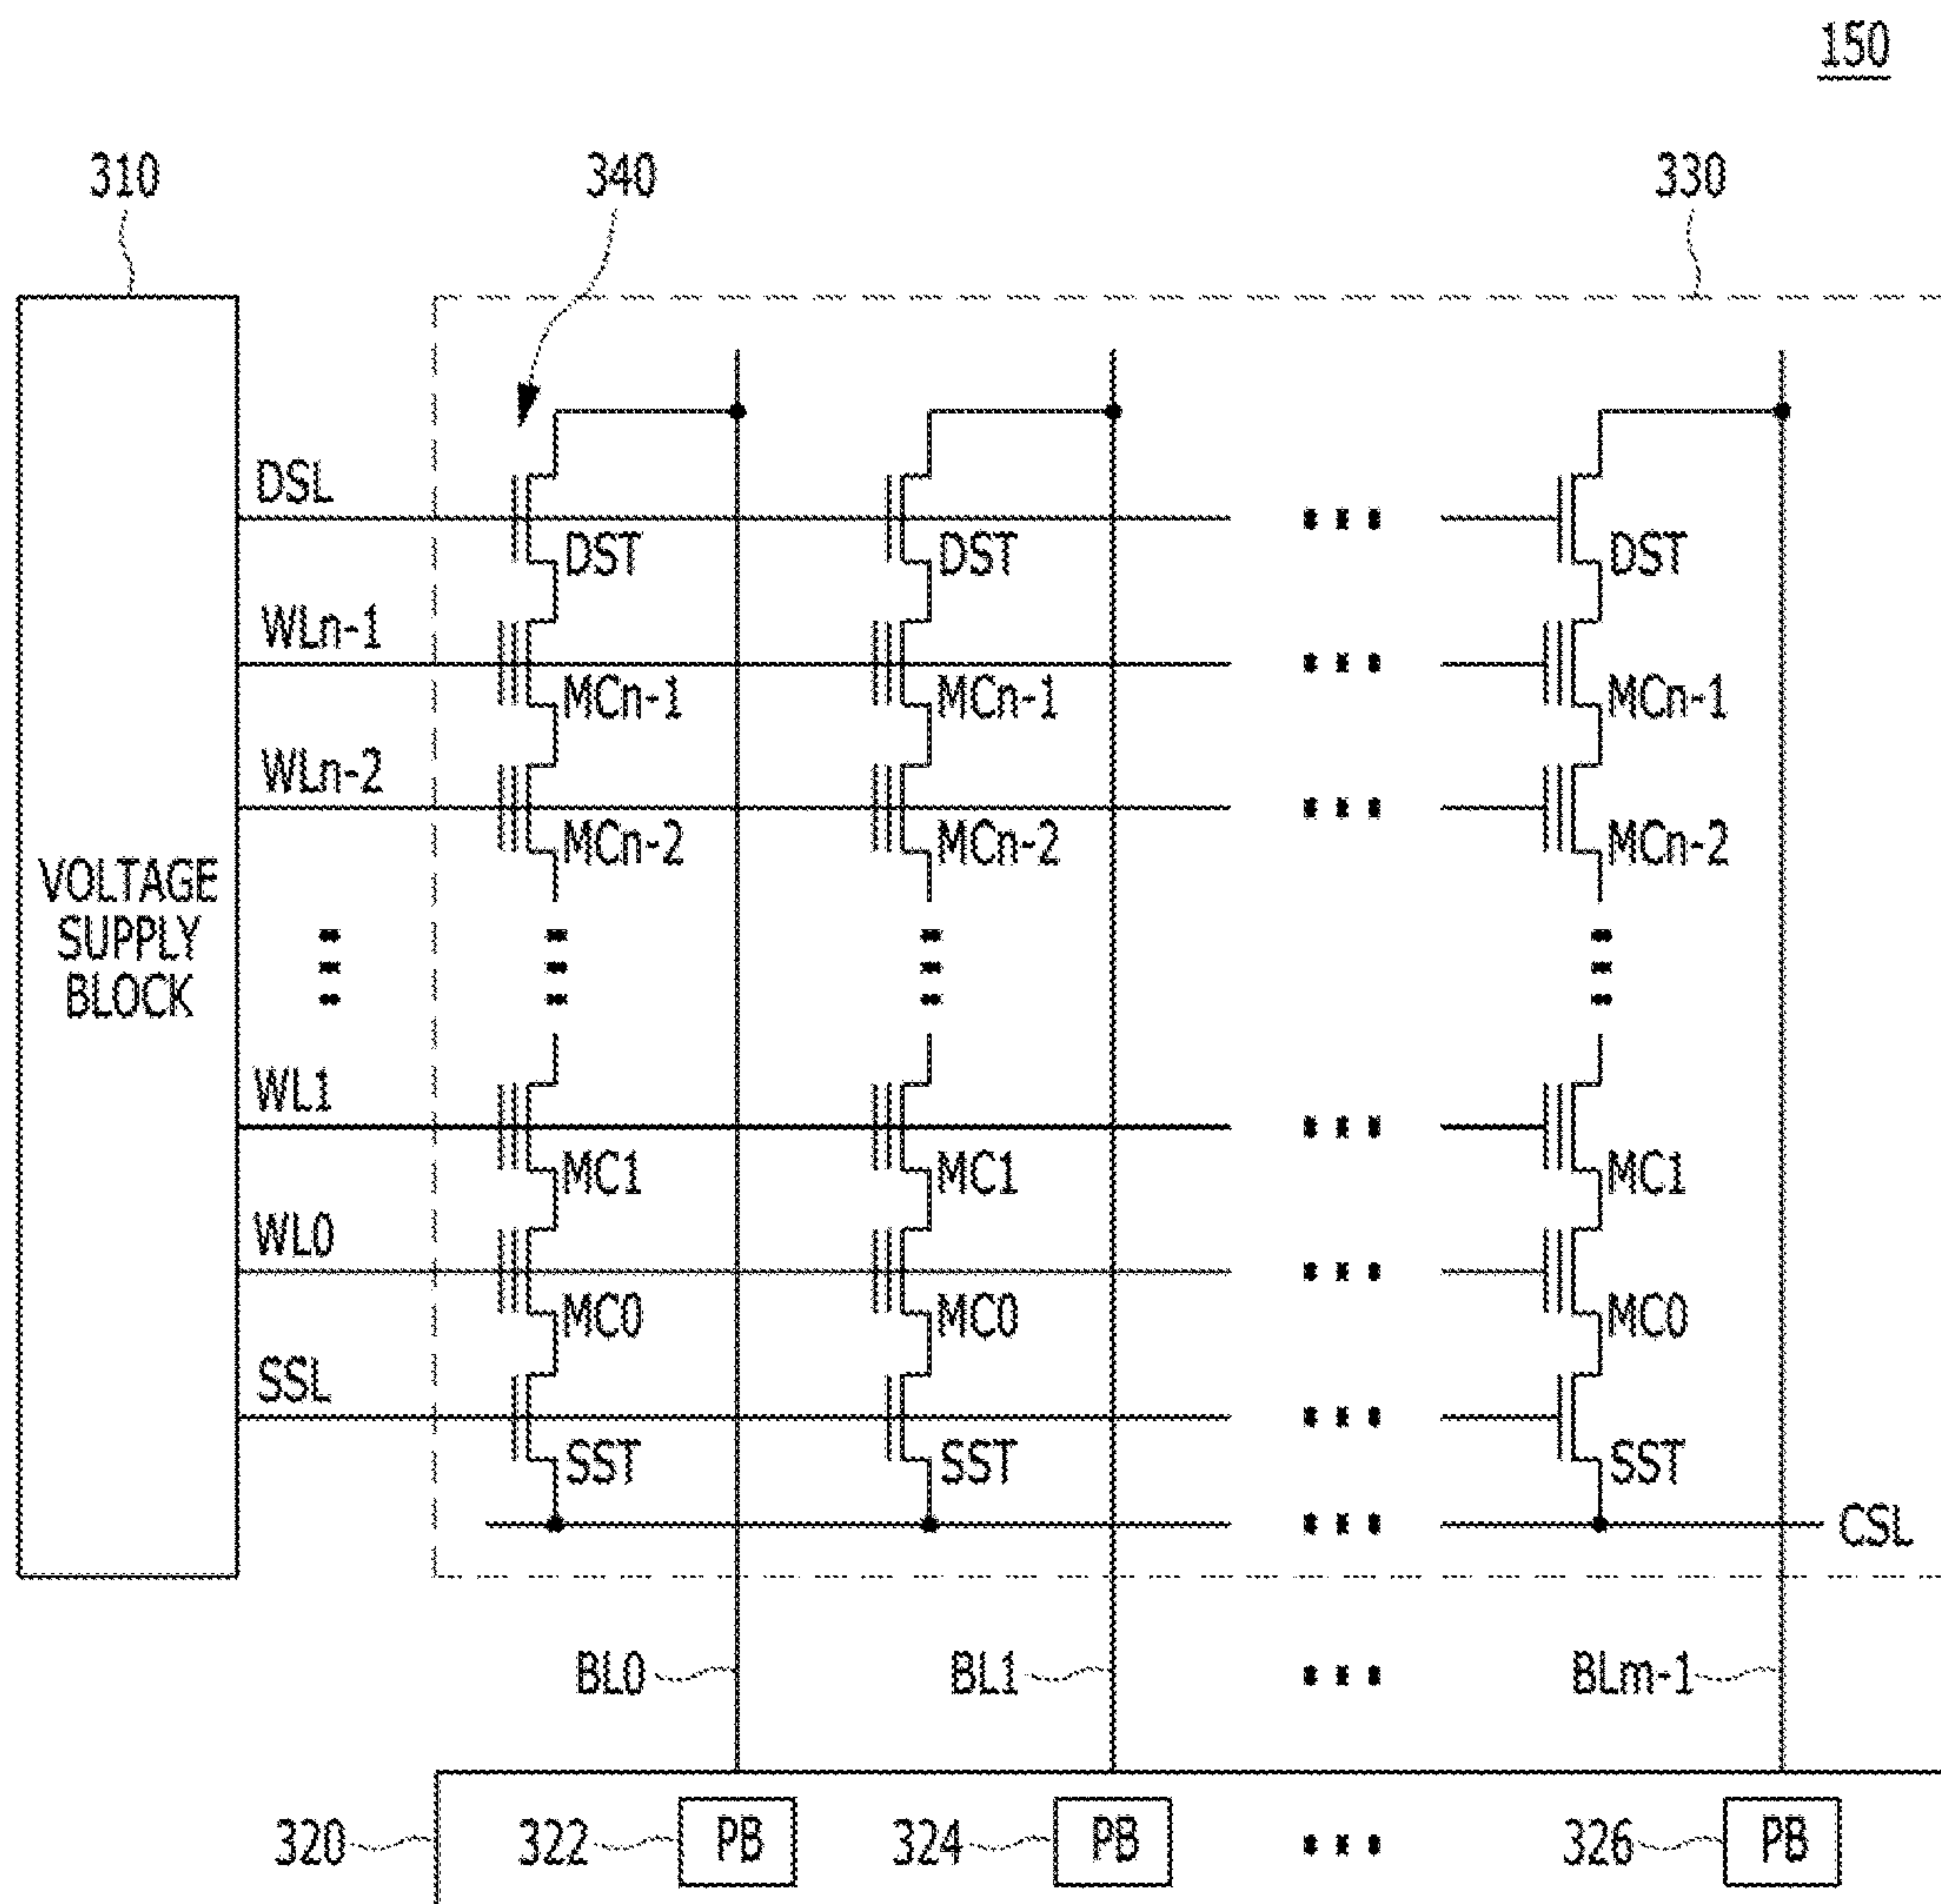 150
310 340 330
DSL
DST DST DST
WLn-1
MCn-1 MCn-1 MCn-1
WLn-2
MCn-2 MCn-2 MCn-2
VOLTAGE
SUPPLY
BLOCK
WL1
MC1 MC1 MC1
WL0
MC0 MC0 MC0
SSL
SST SST SST
CSL
BL0 BL1 BLm-1
320 322 PB 324 PB 326 PB